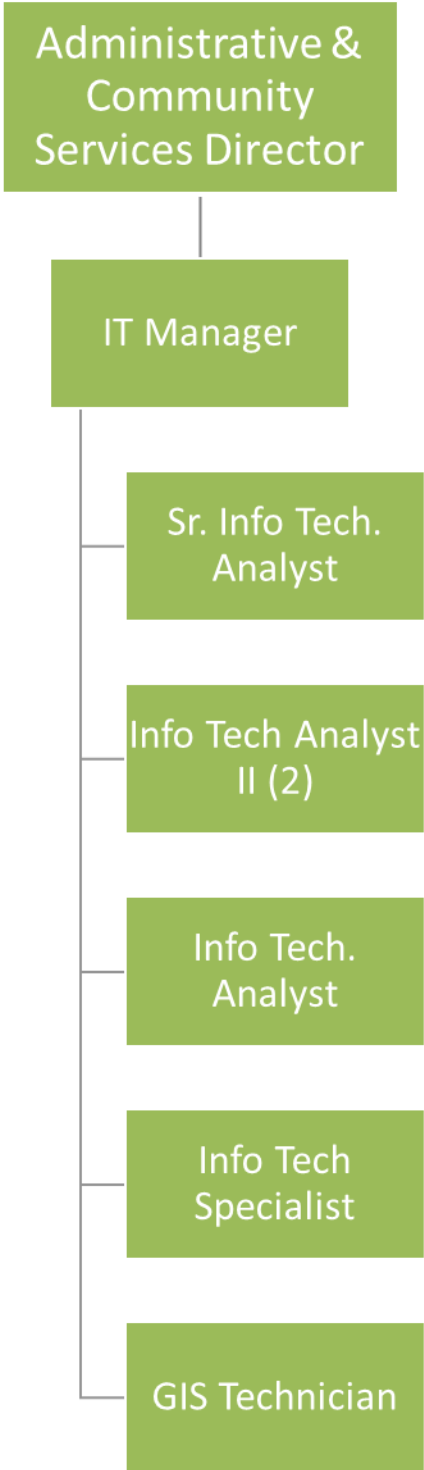 Administrative &
Community
Services Director
IT Manager
Sr. Info Tech.
Analyst
Info Tech Analyst
II (2)
Info Tech.
Analyst
Info Tech
Specialist
GIS Technician